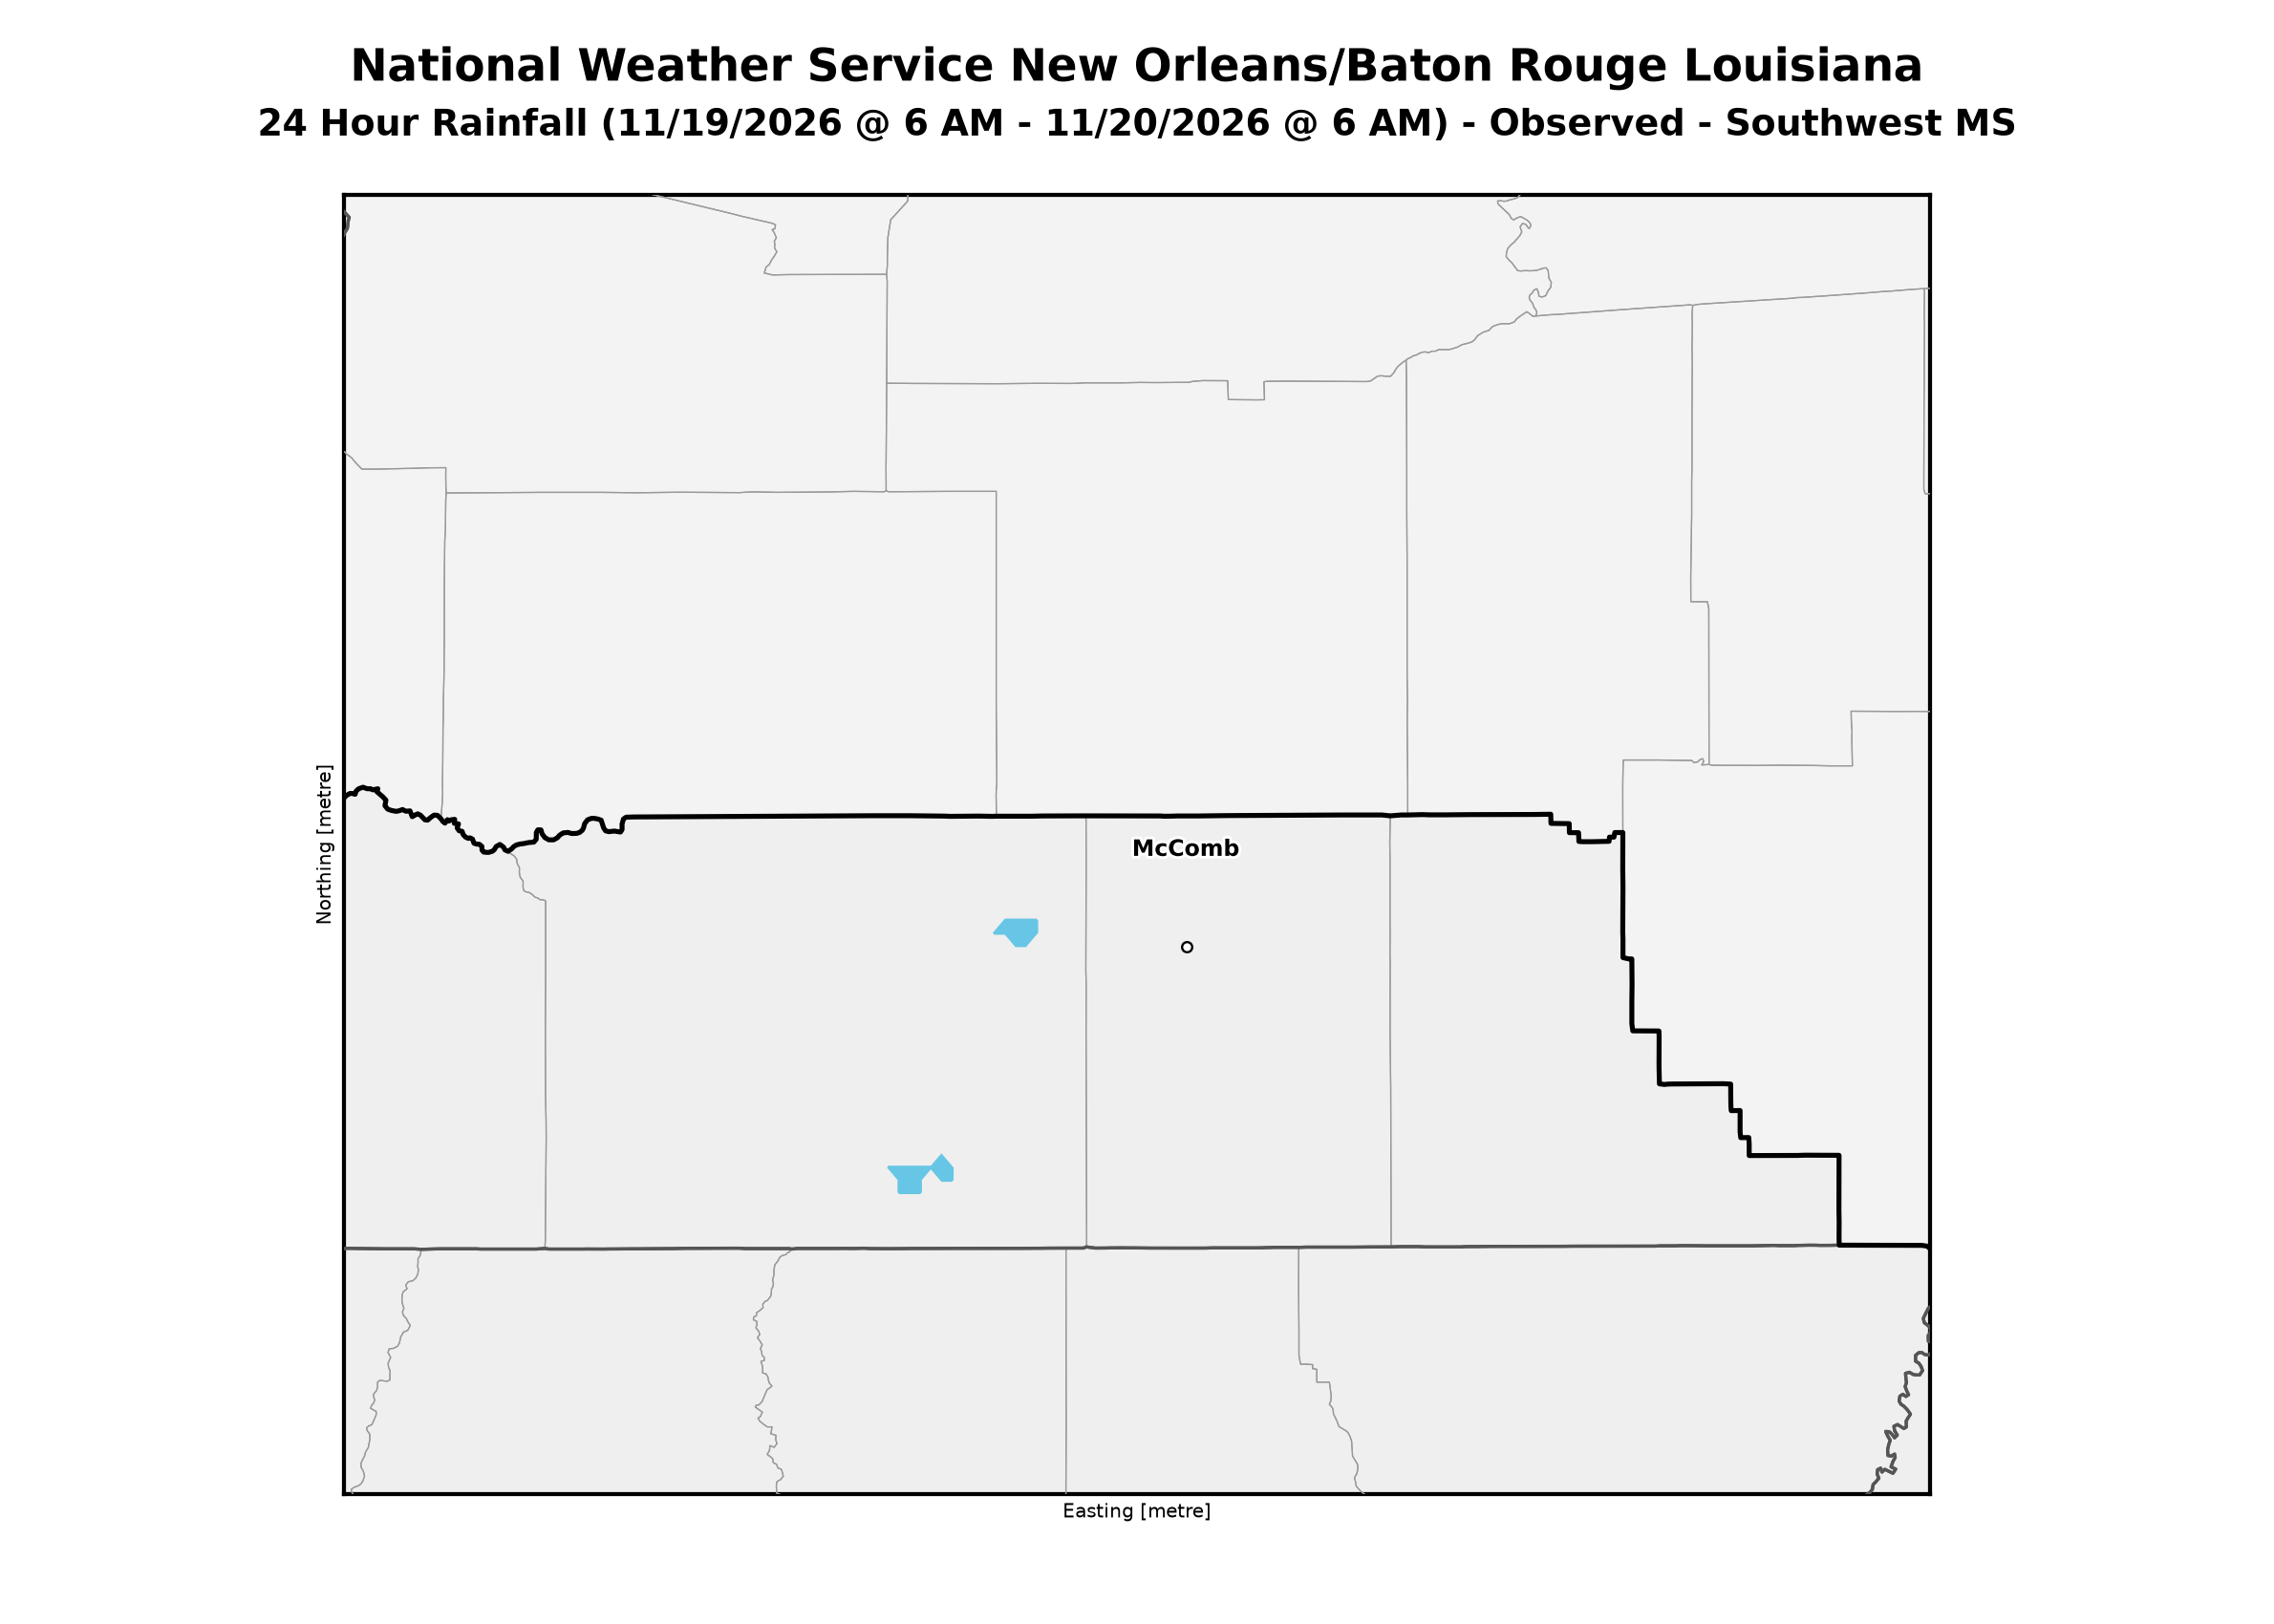 National Weather Service New Orleans/Baton Rouge Louisiana
24 Hour Rainfall (11/19/2026 @ 6 AM - 11/20/2026 @ 6 AM) - Observed - Southwest MS
McComb
Northing [metre]
Easting [metre]